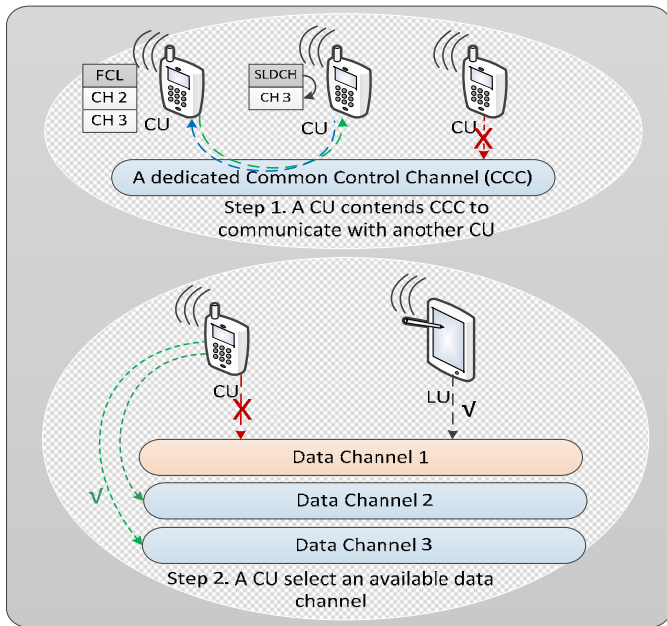 FCL
CH 2
CH 3
CU
SLDCH
CH 3
CU
CU
X
A dedicated Common Control Channel (CCC)
Step 1. A CU contends CCC to
communicate with another CU
CU
X
LU
√
√
Data Channel 1
Data Channel 2
Data Channel 3
Step 2. A CU select an available data
channel